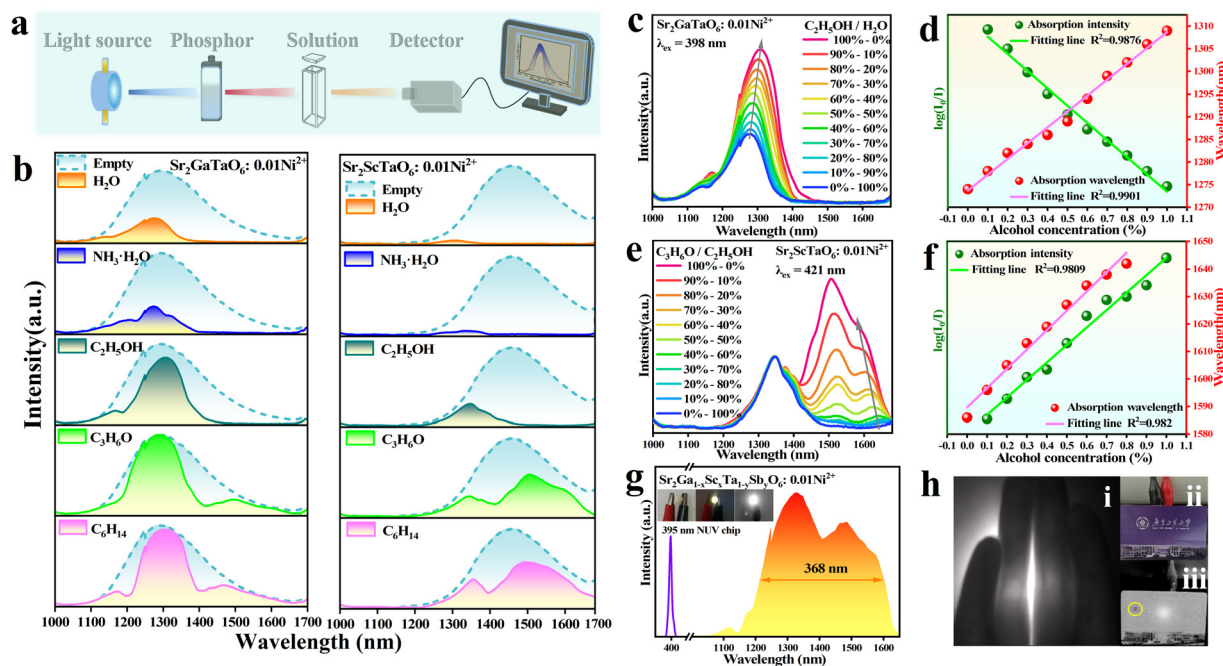 a
Light source
Phosphor
Solution
Detector
b
Sr₂GaTaO₆: 0.01Ni²⁺
Empty
H₂O
NH₃·H₂O
C₂H₅OH
C₃H₆O
C₆H₁₄
Sr₂ScTaO₆: 0.01Ni²⁺
Empty
H₂O
NH₃·H₂O
C₂H₅OH
C₃H₆O
C₆H₁₄
Intensity(a.u.)
1000 1100 1200 1300 1400 1500 1600 1700
1000 1100 1200 1300 1400 1500 1600 1700
Wavelength (nm)
c
Sr₂GaTaO₆: 0.01Ni²⁺
λex = 398 nm
C₂H₅OH / H₂O
100% - 0%
90% - 10%
80% - 20%
70% - 30%
60% - 40%
50% - 50%
40% - 60%
30% - 70%
20% - 80%
10% - 90%
0% - 100%
Intensity(a.u.)
1000 1100 1200 1300 1400 1500 1600
Wavelength (nm)
d
Absorption intensity
Fitting line R²=0.9876
Absorption wavelength
Fitting line R²=0.9901
log(I₀/I)
Wavelength(nm)
1310
1305
1300
1295
1290
1285
1280
1275
1270
-0.1 0.0 0.1 0.2 0.3 0.4 0.5 0.6 0.7 0.8 0.9 1.0 1.1
Alcohol concentration (%)
e
C₃H₆O / C₂H₅OH
100% - 0%
90% - 10%
80% - 20%
70% - 30%
60% - 40%
50% - 50%
40% - 60%
30% - 70%
20% - 80%
10% - 90%
0% - 100%
Sr₂ScTaO₆: 0.01Ni²⁺
λex = 421 nm
Intensity(a.u.)
1000 1100 1200 1300 1400 1500 1600
Wavelength (nm)
f
Absorption intensity
Fitting line R²=0.9809
Absorption wavelength
Fitting line R²=0.982
log(I₀/I)
Wavelength(nm)
1650
1640
1630
1620
1610
1600
1590
1580
-0.1 0.0 0.1 0.2 0.3 0.4 0.5 0.6 0.7 0.8 0.9 1.0 1.1
Alcohol concentration (%)
g
Sr₂Ga₁₋ₓScₓTa₁₋ySbyO₆: 0.01Ni²⁺
395 nm NUV chip
368 nm
Intensity (a.u.)
400 1100 1200 1300 1400 1500 1600
Wavelength (nm)
h
i
ii
iii